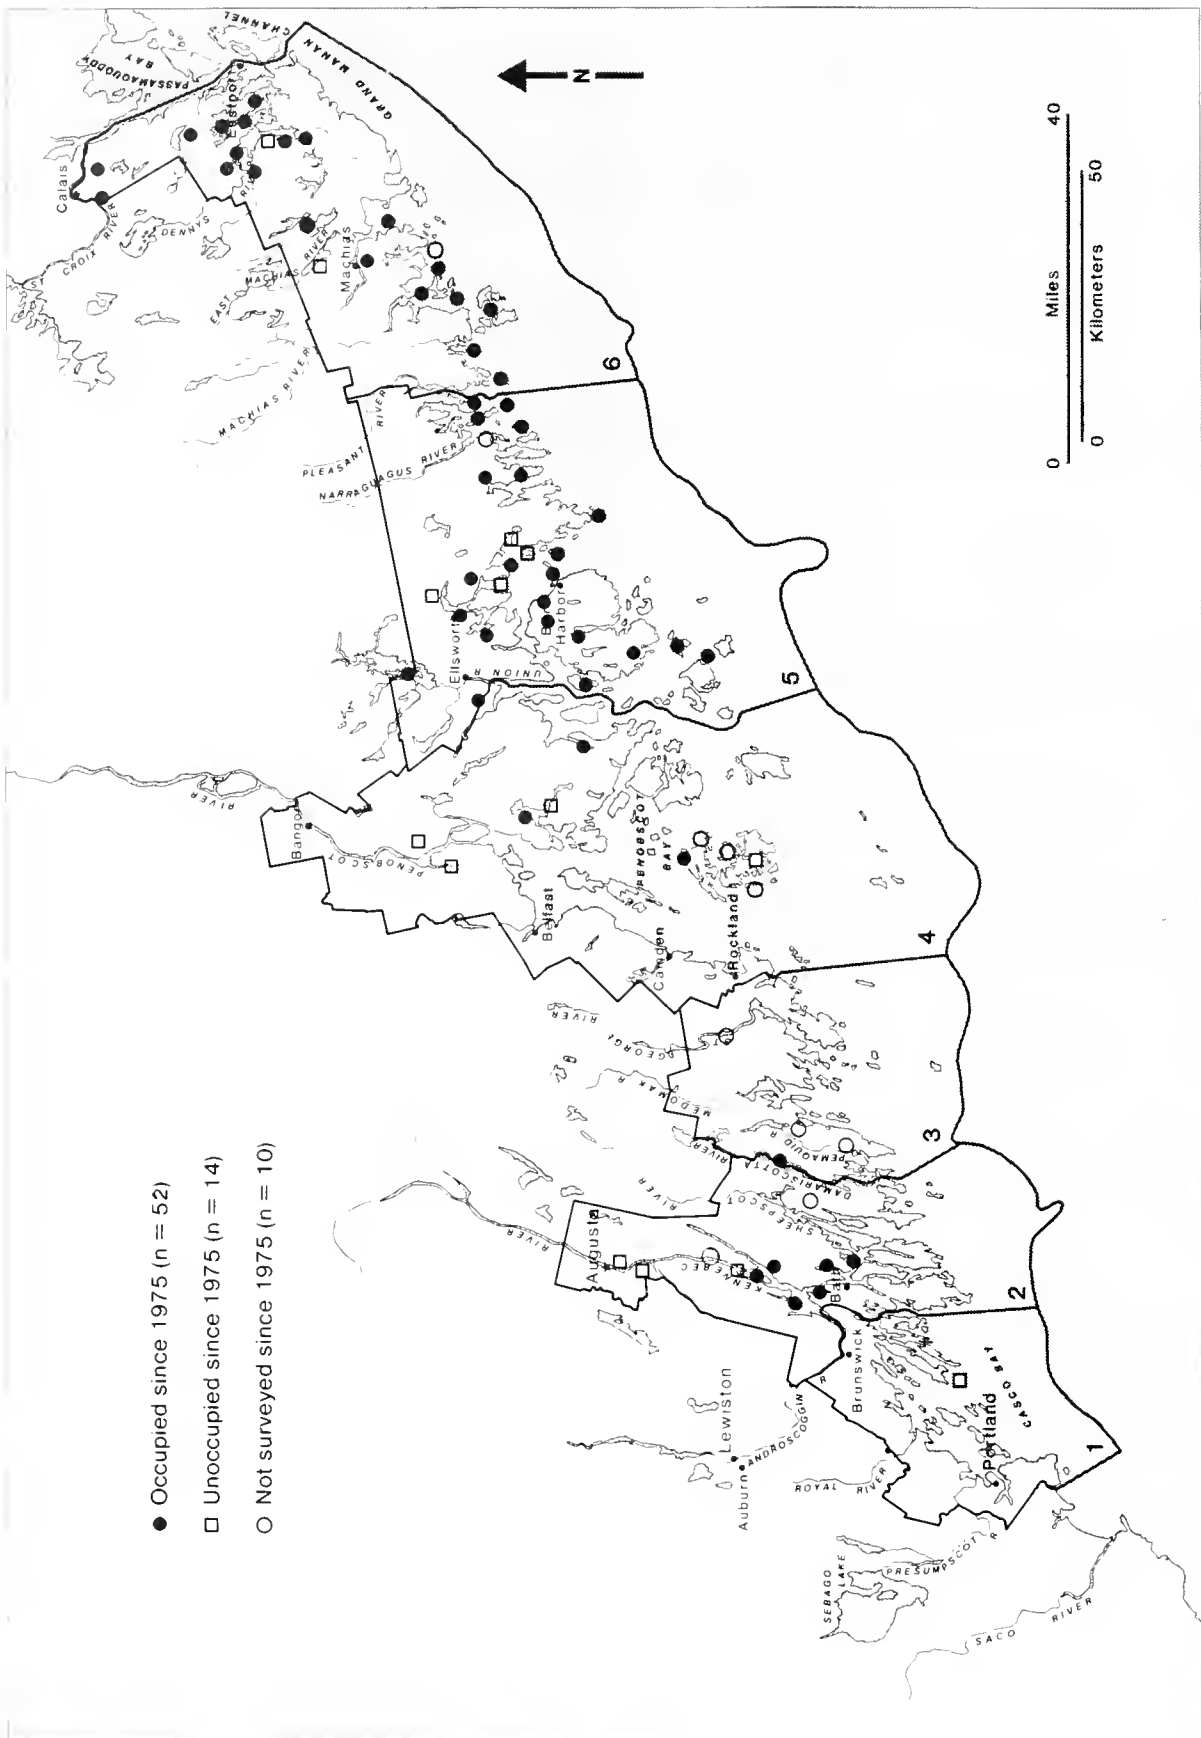 ● Occupied since 1975 (n = 52)
□ Unoccupied since 1975 (n = 14)
○ Not surveyed since 1975 (n = 10)
N
Miles
0 40
0 50
Kilometers
1
2
3
4
5
6
SEBAGO
LAKE
PRESUMPSCOT R
SACO RIVER
ROYAL RIVER
Portland
CASCO BAY
Auburn
Lewiston
ANDROSCOGGIN R
Brunswick
Bath
Augusta
KENNEBEC
RIVER
SHEEPSCOT
RIVER
DAMARISCOTTA
RIVER
PEMAQUID R
MEDOMAK R
GEORGE
RIVER
Rockland
Camden
Belfast
PENOBSCOT
BAY
Bangor
PENOBSCOT
RIVER
Ellsworth
UNION R
Bar
Harbor
NARRAGUAGUS RIVER
PLEASANT
RIVER
MACHIAS RIVER
EAST
MACHIAS
RIVER
Machias
DENNYS
RIVER
ST CROIX
RIVER
Calais
Eastport
PASSAMAQUODDY
BAY
GRAND MANAN
CHANNEL